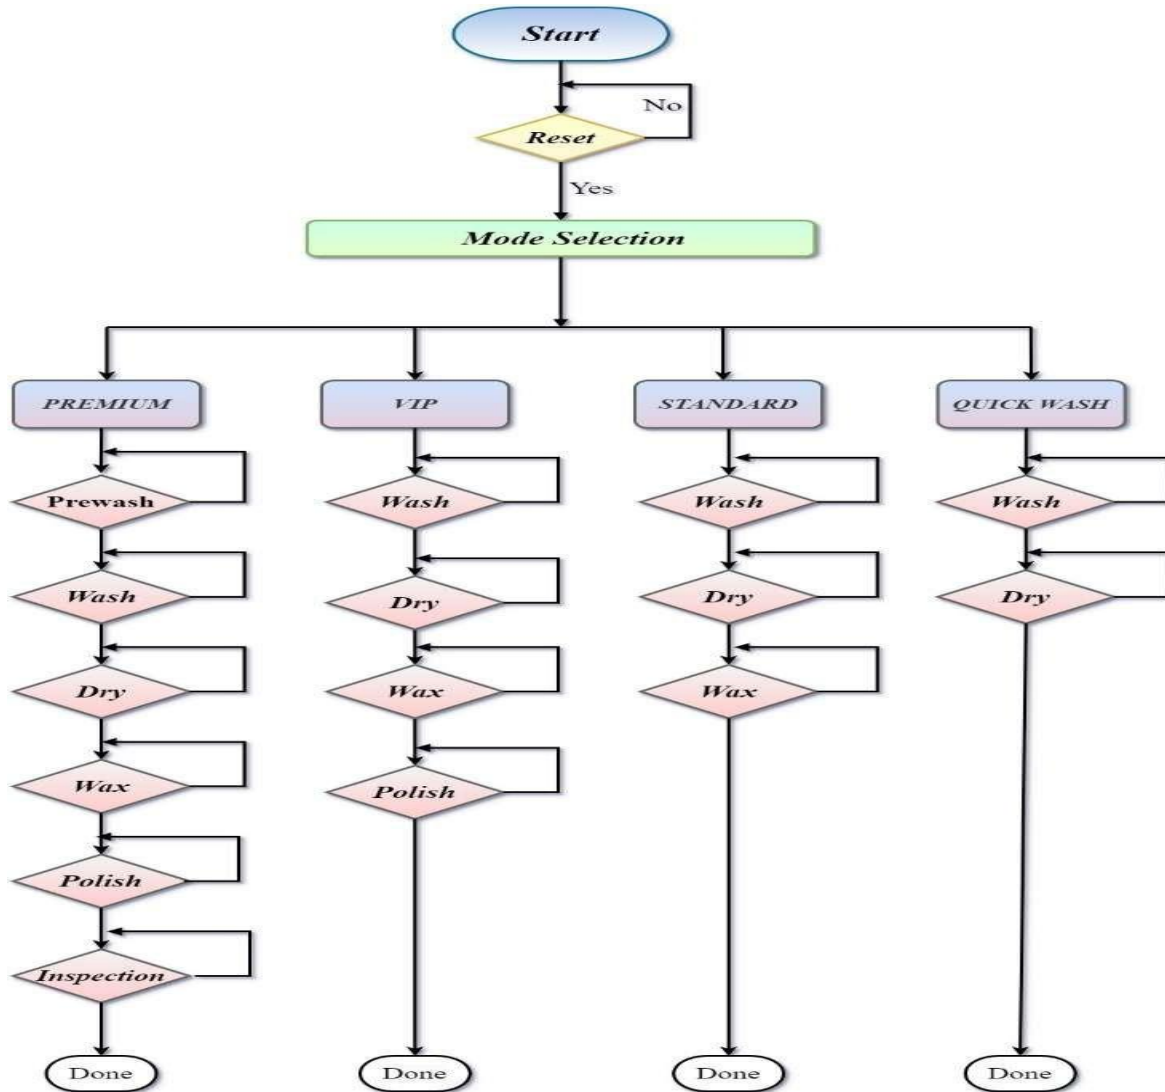 Start
No
Reset
Yes
Mode Selection
PREMIUM
VIP
STANDARD
QUICK WASH
Prewash
Wash
Wash
Wash
Wash
Dry
Dry
Dry
Dry
Wax
Wax
Wax
Polish
Polish
Inspection
Done
Done
Done
Done